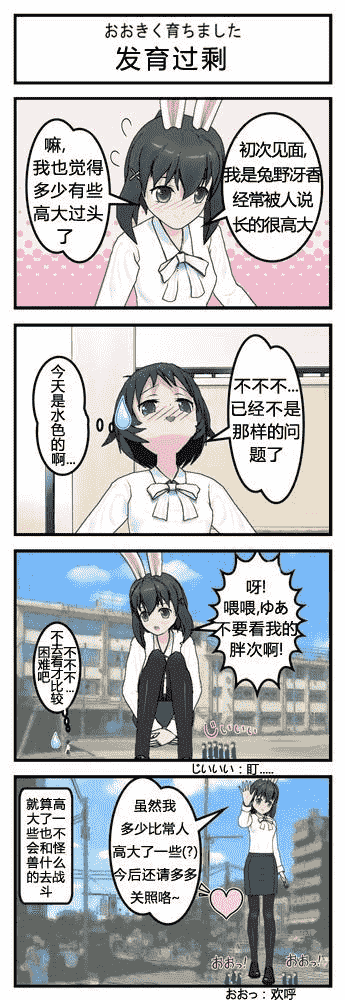 おおきく育ちました
发育过剩
初次见面,
我是兔野冴香
经常被人说
长的很高大
嘛,
我也觉得
多少有些
高大过头
了
不不不...
已经不是
那样的问
题了
今天是水色的啊...
呀!
喂喂,ゆあ
不要看我的
胖次啊!
不不不...
不去看才比较
困难吧
じいいい
じいいい：盯.....
虽然我
多少比常人
高大了一些(?)
今后还请多多
关照咯~
高一不怪么
算了也和什去战
就大些会兽的斗
おおっ!
おおっ!
おおっ：欢呼